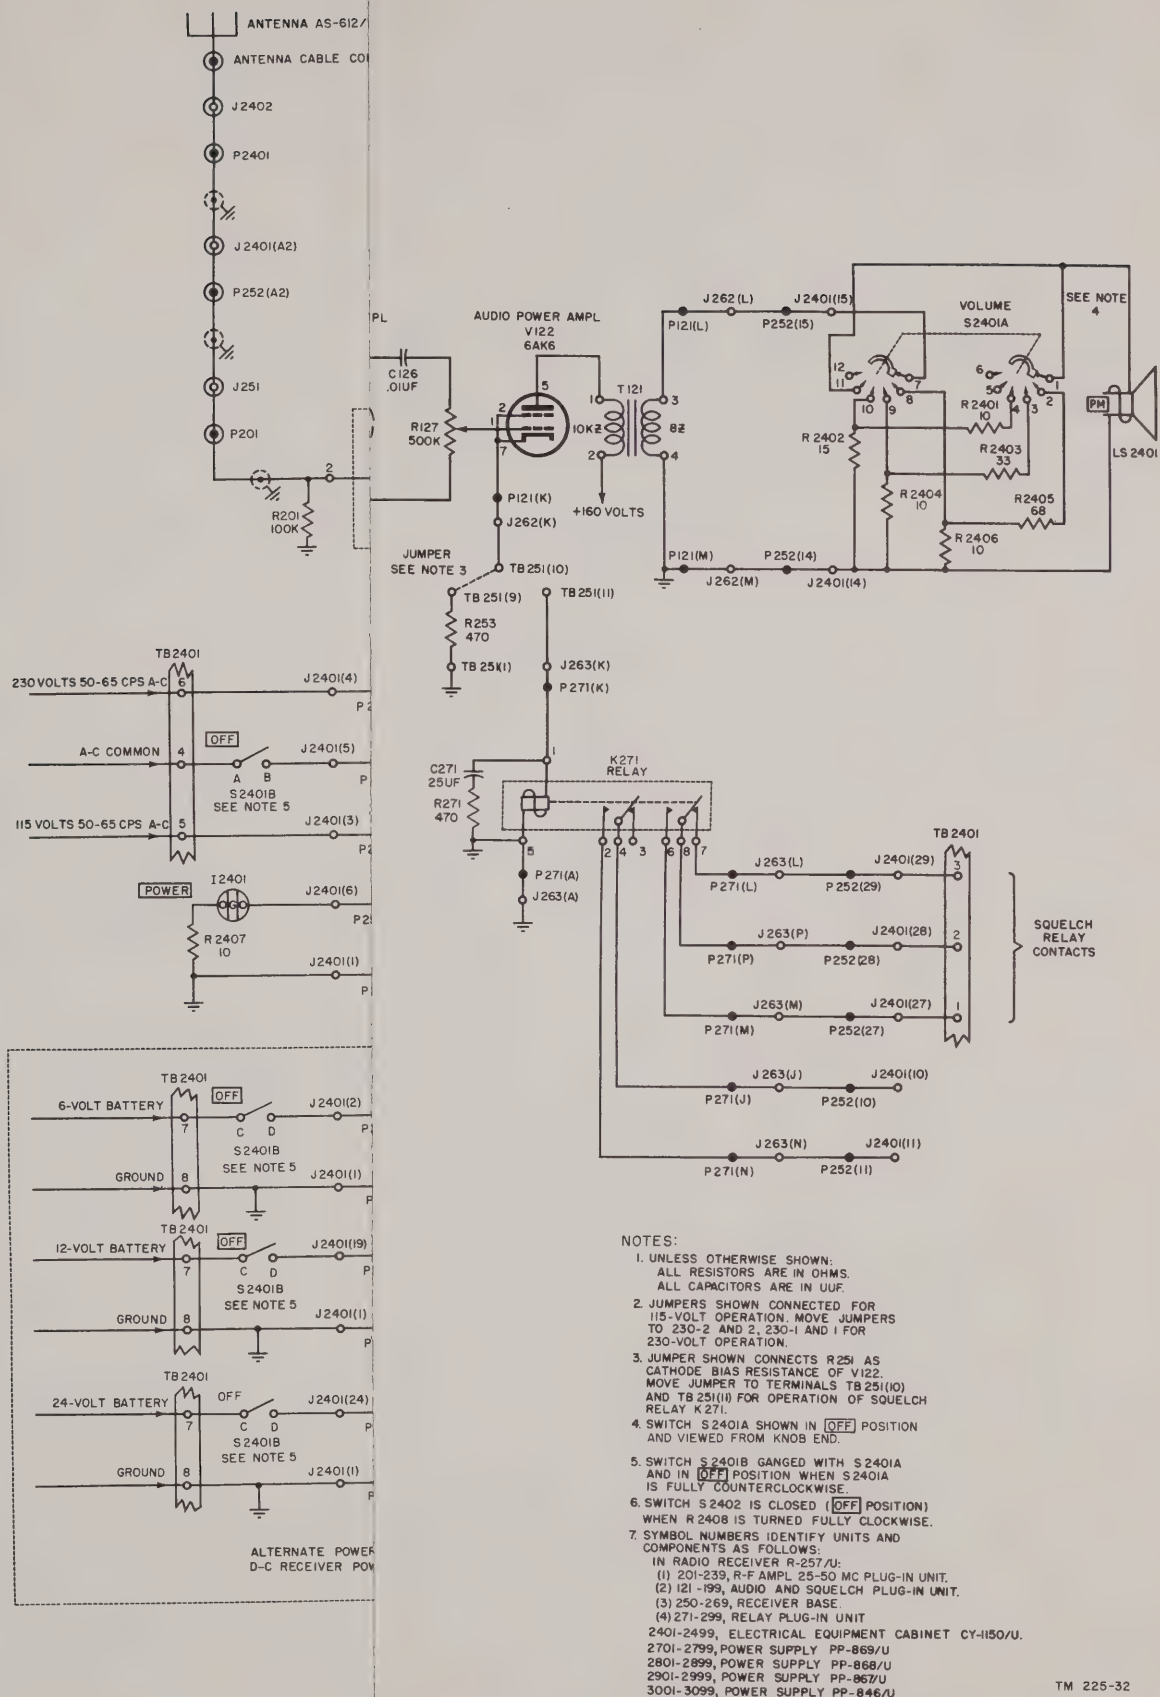 ANTENNA AS-612/
ANTENNA CABLE CO
J2402
P2401
J2401(A2)
P252(A2)
J251
P201
2
R201
100K
PL
C126
.01UF
R127
500K
AUDIO POWER AMPL
V122
6AK6
5
2
1
7
P121(K)
J262(K)
JUMPER
SEE NOTE 3
TB251(10)
TB251(9)
TB251(11)
R253
470
TB251(1)
J263(K)
P271(K)
T121
1
10KZ
2
3
8Z
4
+160 VOLTS
P121(L)
J262(L)
P252(15)
J2401(15)
P121(M)
J262(M)
P252(14)
J2401(14)
VOLUME
S2401A
SEE NOTE
4
12
11
10
9
8
7
6
5
4
3
2
1
R2401
10
R2402
15
R2403
33
R2404
10
R2405
68
R2406
10
PM
LS2401
TB2401
230 VOLTS 50-65 CPS A-C
6
J2401(4)
P2
A-C COMMON
4
OFF
A
B
J2401(5)
P
S2401B
SEE NOTE 5
115 VOLTS 50-65 CPS A-C
5
J2401(3)
P2
POWER
I2401
G
J2401(6)
P2
R2407
10
J2401(1)
P
C271
25UF
R271
470
1
K271
RELAY
5
2
4
3
6
8
7
P271(A)
J263(A)
P271(L)
J263(L)
P252(29)
J2401(29)
TB2401
3
P271(P)
J263(P)
P252(28)
J2401(28)
2
P271(M)
J263(M)
P252(27)
J2401(27)
1
SQUELCH
RELAY
CONTACTS
P271(J)
J263(J)
P252(10)
J2401(10)
P271(N)
J263(N)
P252(11)
J2401(11)
TB2401
6-VOLT BATTERY
7
OFF
C
D
J2401(2)
P
S2401B
SEE NOTE 5
GROUND
8
J2401(1)
P
TB2401
12-VOLT BATTERY
7
OFF
C
D
J2401(19)
P
S2401B
SEE NOTE 5
GROUND
8
J2401(1)
P
TB2401
24-VOLT BATTERY
7
OFF
C
D
J2401(24)
P
S2401B
SEE NOTE 5
GROUND
8
J2401(1)
P
ALTERNATE POWER
D-C RECEIVER POW
NOTES:
1. UNLESS OTHERWISE SHOWN:
ALL RESISTORS ARE IN OHMS.
ALL CAPACITORS ARE IN UUF.
2. JUMPERS SHOWN CONNECTED FOR
115-VOLT OPERATION. MOVE JUMPERS
TO 230-2 AND 2, 230-1 AND 1 FOR
230-VOLT OPERATION.
3. JUMPER SHOWN CONNECTS R251 AS
CATHODE BIAS RESISTANCE OF V122.
MOVE JUMPER TO TERMINALS TB251(10)
AND TB251(11) FOR OPERATION OF SQUELCH
RELAY K271.
4. SWITCH S2401A SHOWN IN OFF POSITION
AND VIEWED FROM KNOB END.
5. SWITCH S2401B GANGED WITH S2401A
AND IN OFF POSITION WHEN S2401A
IS FULLY COUNTERCLOCKWISE.
6. SWITCH S2402 IS CLOSED (OFF POSITION)
WHEN R2408 IS TURNED FULLY CLOCKWISE.
7. SYMBOL NUMBERS IDENTIFY UNITS AND
COMPONENTS AS FOLLOWS:
IN RADIO RECEIVER R-257/U:
(1) 201-239, R-F AMPL 25-50 MC PLUG-IN UNIT.
(2) 121-199, AUDIO AND SQUELCH PLUG-IN UNIT.
(3) 250-269, RECEIVER BASE.
(4) 271-299, RELAY PLUG-IN UNIT
2401-2499, ELECTRICAL EQUIPMENT CABINET CY-1150/U.
2701-2799, POWER SUPPLY PP-869/U
2801-2899, POWER SUPPLY PP-868/U
2901-2999, POWER SUPPLY PP-867/U
3001-3099, POWER SUPPLY PP-846/U
TM 225-32